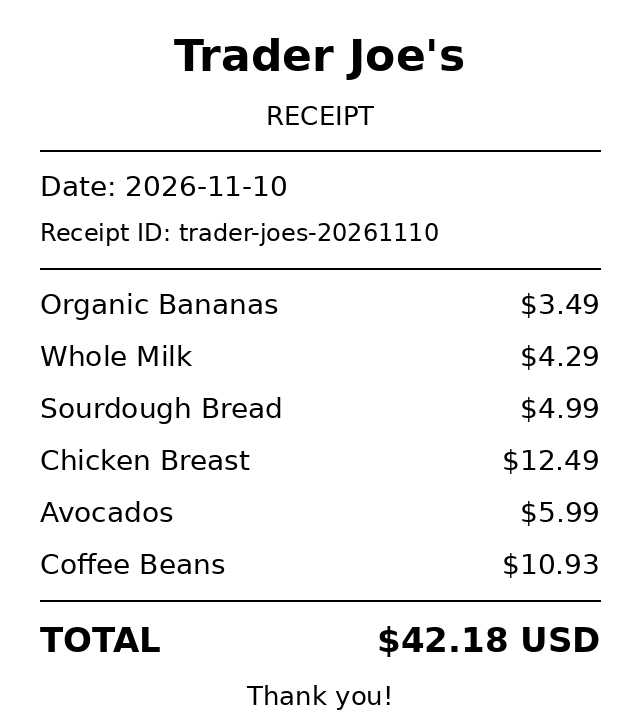 Trader Joe's
RECEIPT
Date: 2026-11-10
Receipt ID: trader-joes-20261110
Organic Bananas $3.49
Whole Milk $4.29
Sourdough Bread $4.99
Chicken Breast $12.49
Avocados $5.99
Coffee Beans $10.93
TOTAL $42.18 USD
Thank you!